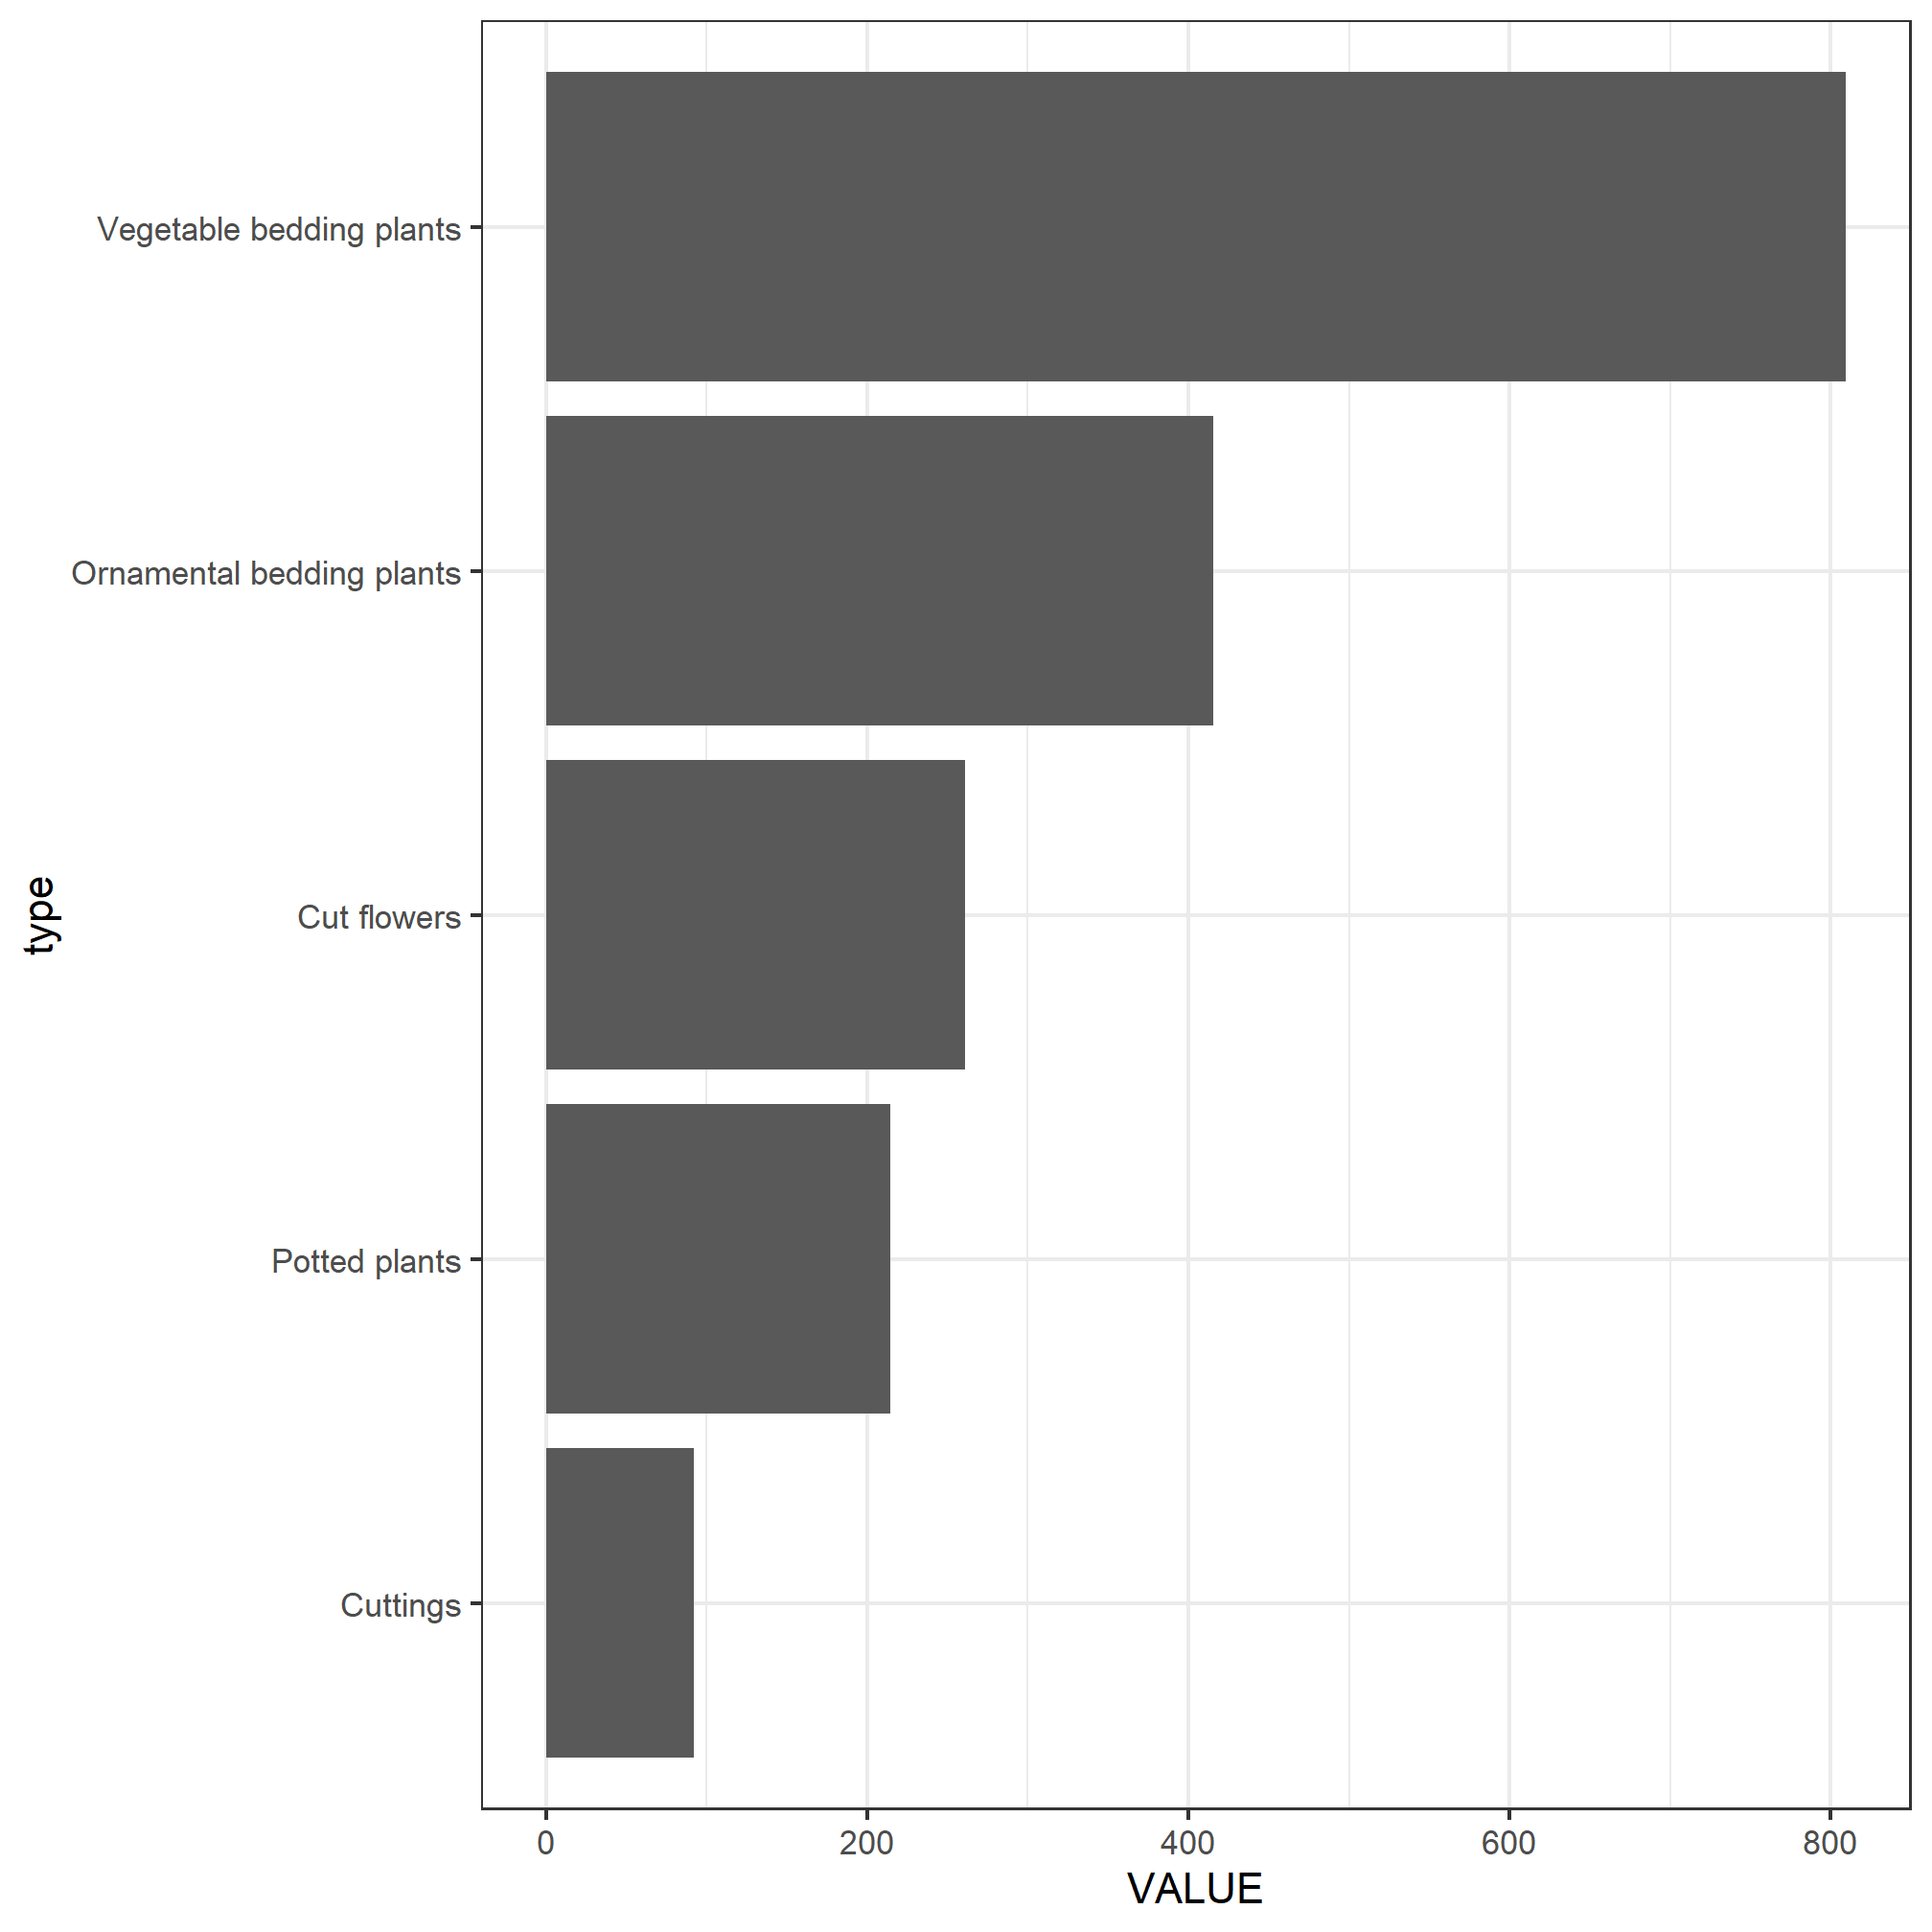 Vegetable bedding plants
Ornamental bedding plants
Cut flowers
Potted plants
Cuttings
type
0 200 400 600 800
VALUE